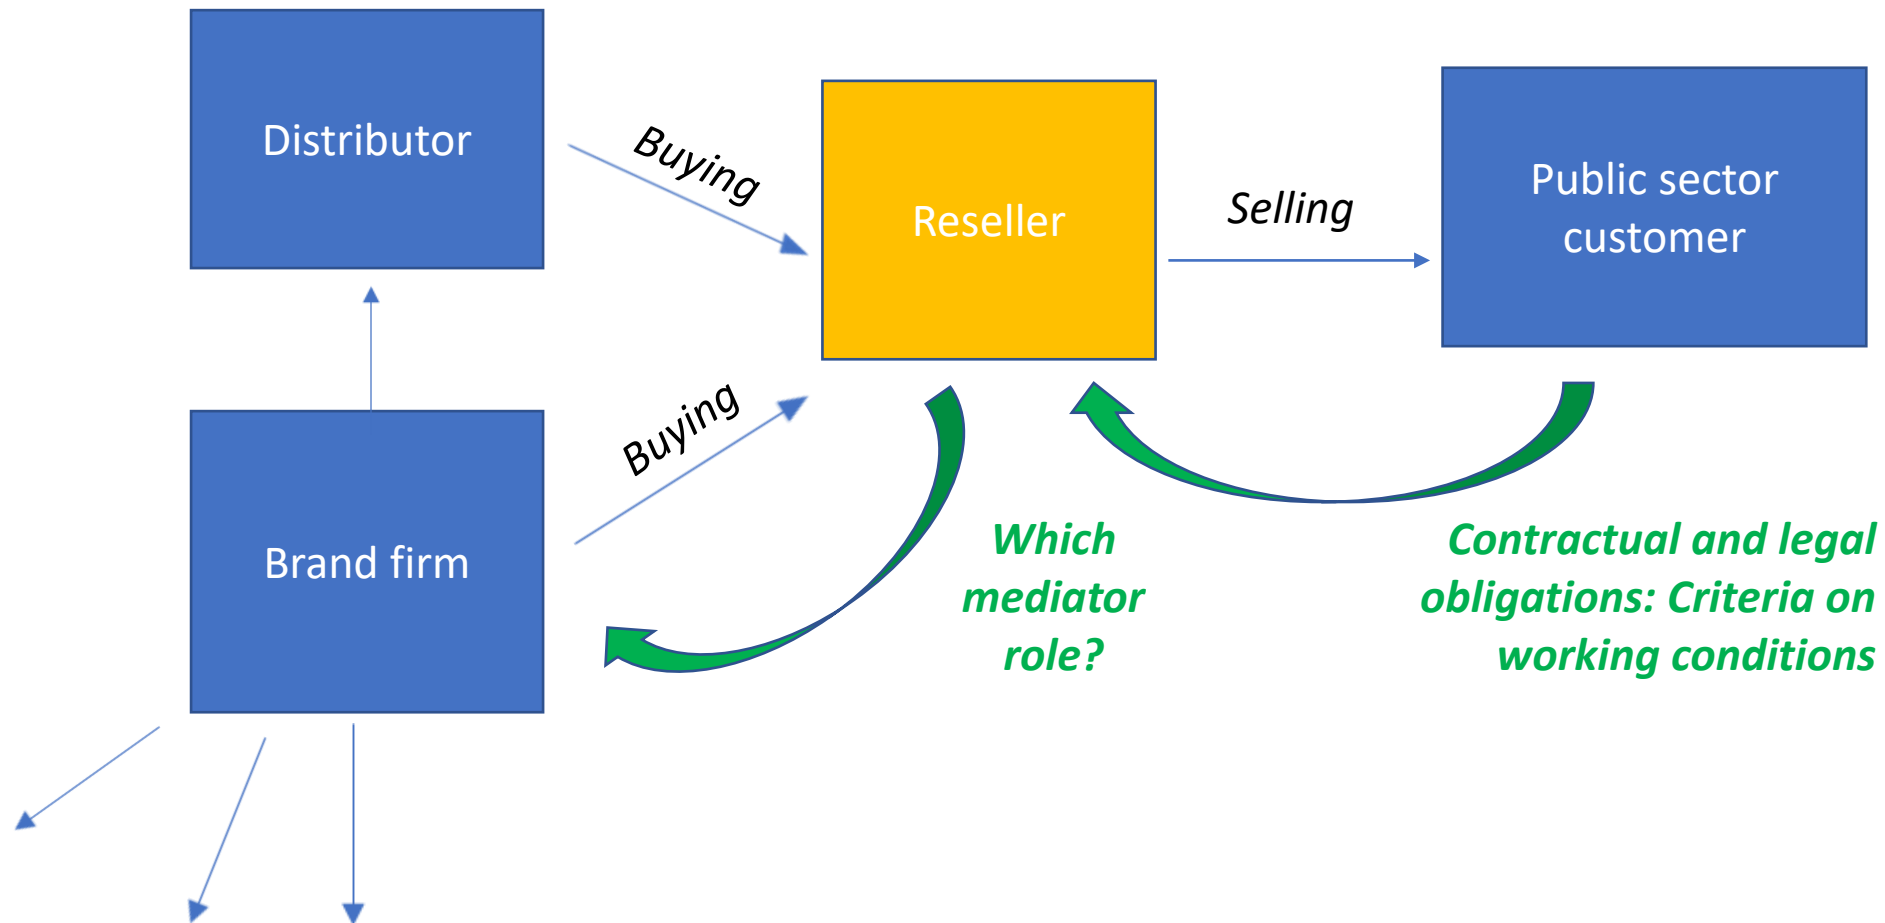 Distributor
Buying
Reseller
Selling
Public sector
customer
Brand firm
Buying
Which
mediator
role?
Contractual and legal
obligations: Criteria on
working conditions